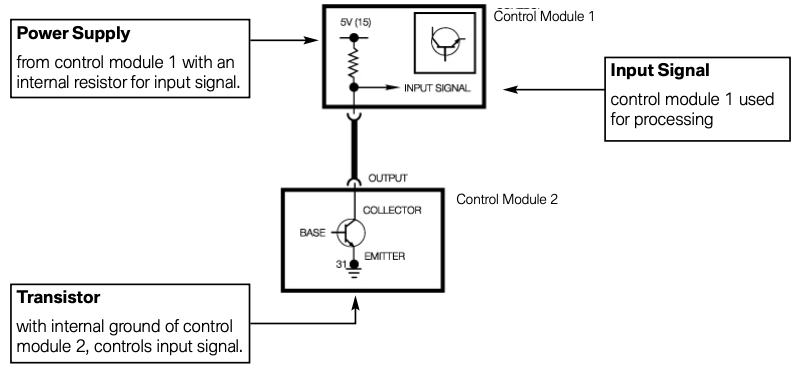 Power Supply
from control module 1 with an
internal resistor for input signal.
5V (15)
INPUT SIGNAL
Control Module 1
Input Signal
control module 1 used
for processing
OUTPUT
COLLECTOR
BASE
EMITTER
31
Control Module 2
Transistor
with internal ground of control
module 2, controls input signal.